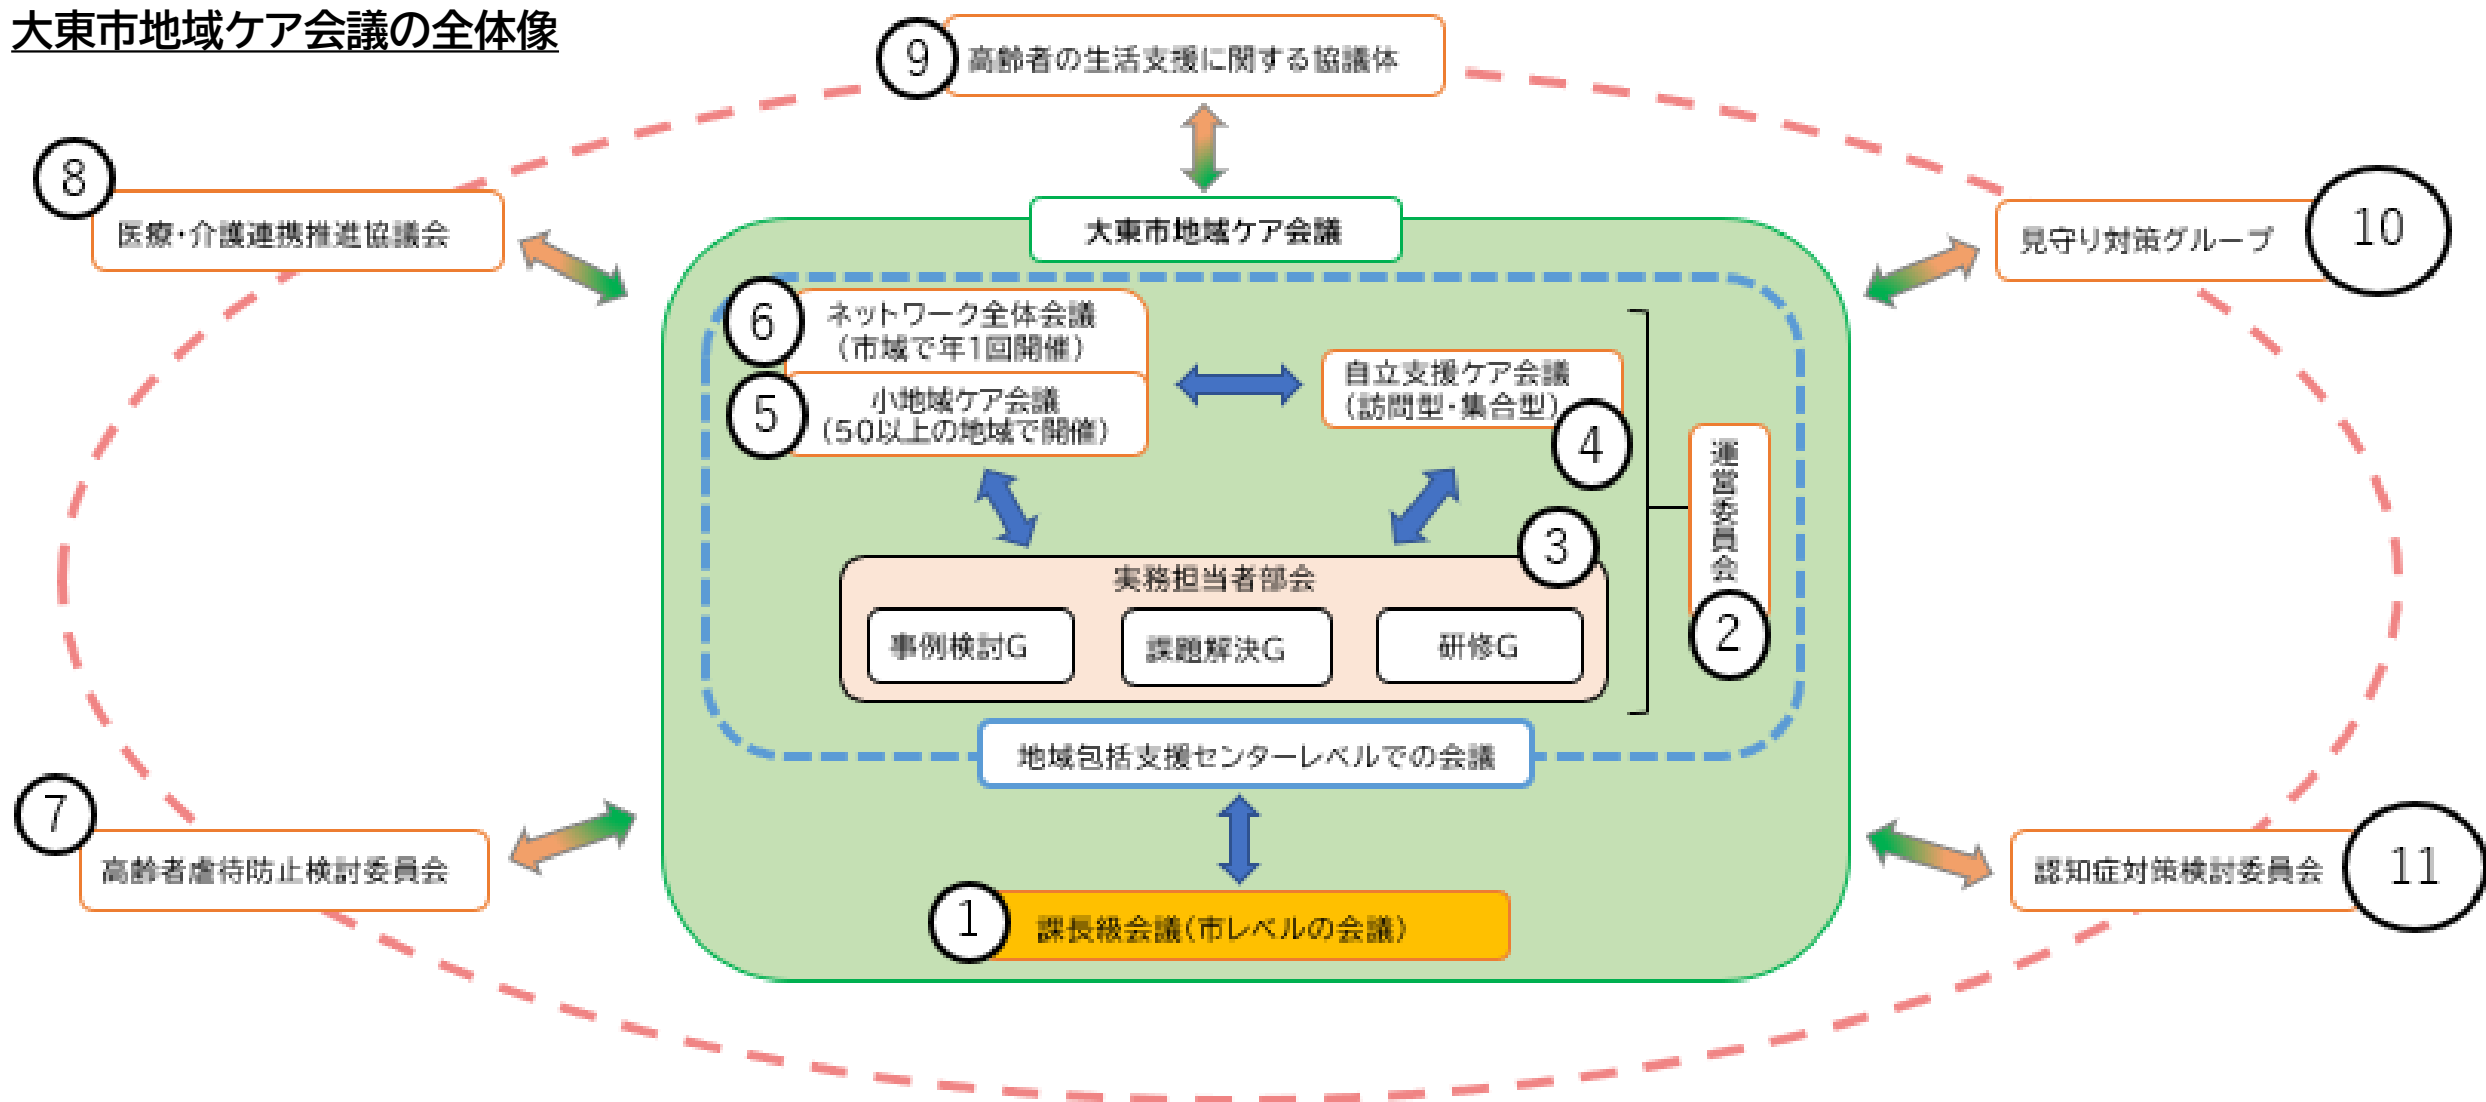 大東市地域ケア会議の全体像
9
高齢者の生活支援に関する協議体
8
医療・介護連携推進協議会
10
見守り対策グループ
大東市地域ケア会議
6
ネットワーク全体会議
（市域で年1回開催）
5
小地域ケア会議
（50以上の地域で開催）
自立支援ケア会議
（訪問型・集合型）
4
運営委員会
2
3
実務担当者部会
事例検討G
課題解決G
研修G
地域包括支援センターレベルでの会議
7
高齢者虐待防止検討委員会
11
認知症対策検討委員会
1
課長級会議（市レベルの会議）